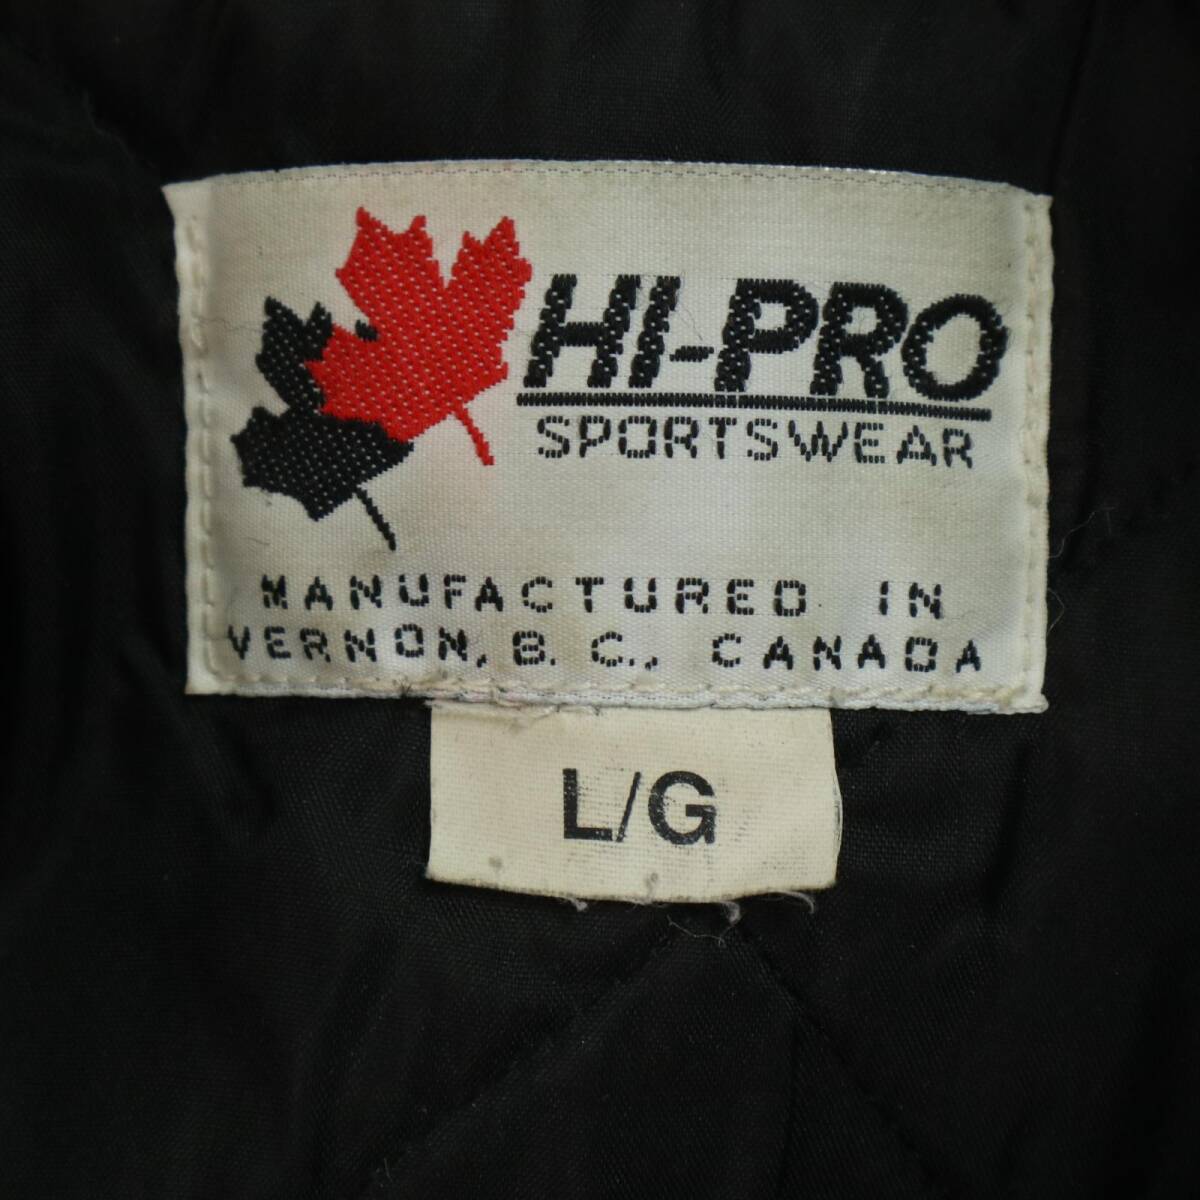 HI-PRO
SPORTSWEAR
MANUFACTURED IN
VERNON, B. C., CANADA
L/G